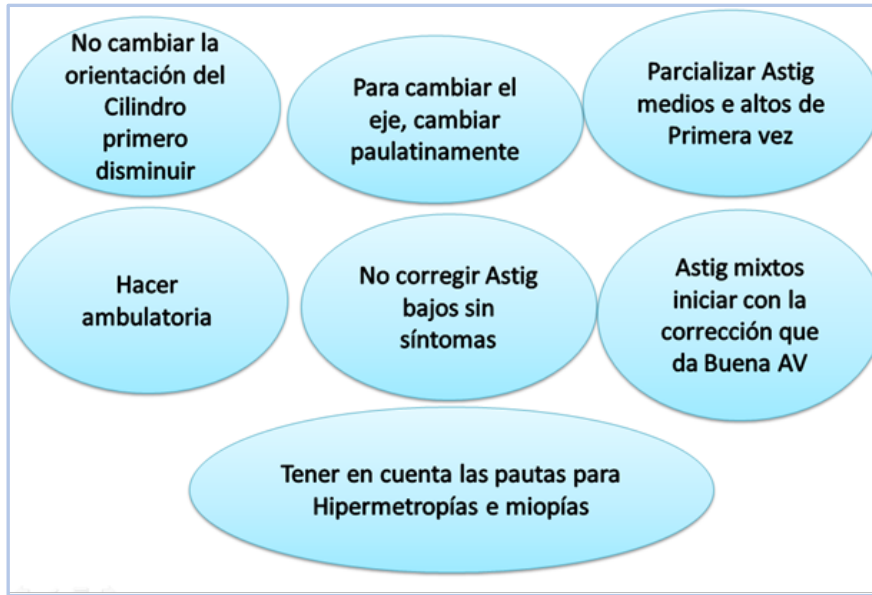 No cambiar la
orientación del
Cilindro
primero
disminuir
Para cambiar el
eje, cambiar
paulatinamente
Parcializar Astig
medios e altos de
Primera vez
Hacer
ambulatoria
No corregir Astig
bajos sin
síntomas
Astig mixtos
iniciar con la
corrección que
da Buena AV
Tener en cuenta las pautas para
Hipermetropías e miopías